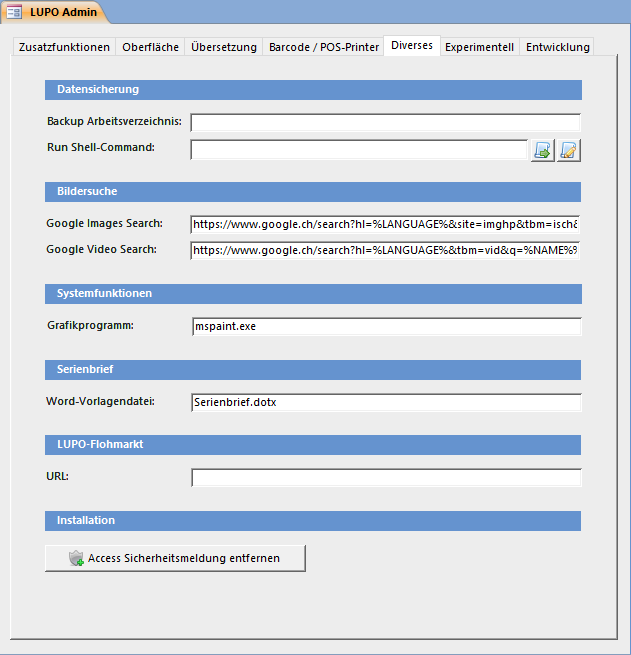 LUPO Admin
Zusatzfunktionen Oberfläche Übersetzung Barcode / POS-Printer Diverses Experimentell Entwicklung
Datensicherung
Backup Arbeitsverzeichnis:
Run Shell-Command:
Bildersuche
Google Images Search: https://www.google.ch/search?hl=%LANGUAGE%&site=imghp&tbm=isch&
Google Video Search: https://www.google.ch/search?hl=%LANGUAGE%&tbm=vid&q=%NAME%%
Systemfunktionen
Grafikprogramm: mspaint.exe
Serienbrief
Word-Vorlagendatei: Serienbrief.dotx
LUPO-Flohmarkt
URL:
Installation
Access Sicherheitsmeldung entfernen